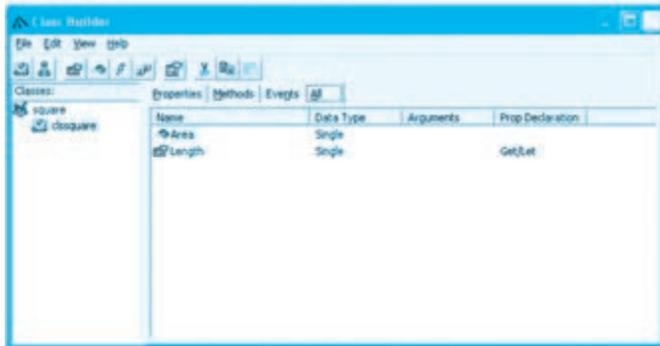 Class Builder
File Edit View Help
Classes:
square
clssquare
Properties Methods Events All
Name Data Type Arguments Prop Declaration
Area Single
Length Single Get/Let